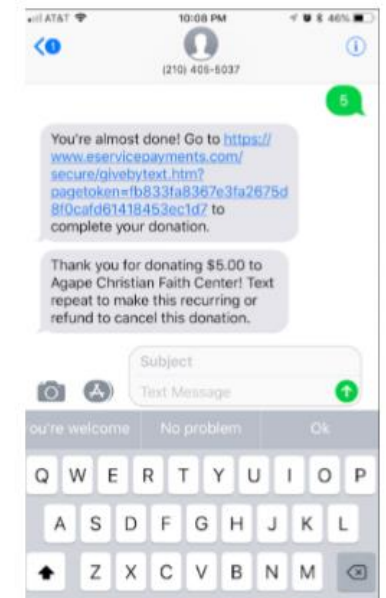 AT&T 10:08 PM 46%
1
(210) 405-5037
5
You're almost done! Go to https://
www.eservicepayments.com/
secure/givebytext.htm?
pagetoken=fb833fa8367e3fa2675d
8f0cafd61418453ec1d7 to
complete your donation.
Thank you for donating $5.00 to
Agape Christian Faith Center! Text
repeat to make this recurring or
refund to cancel this donation.
Subject
Text Message
ou're welcome No problem Ok
Q W E R T Y U I O P
A S D F G H J K L
Z X C V B N M